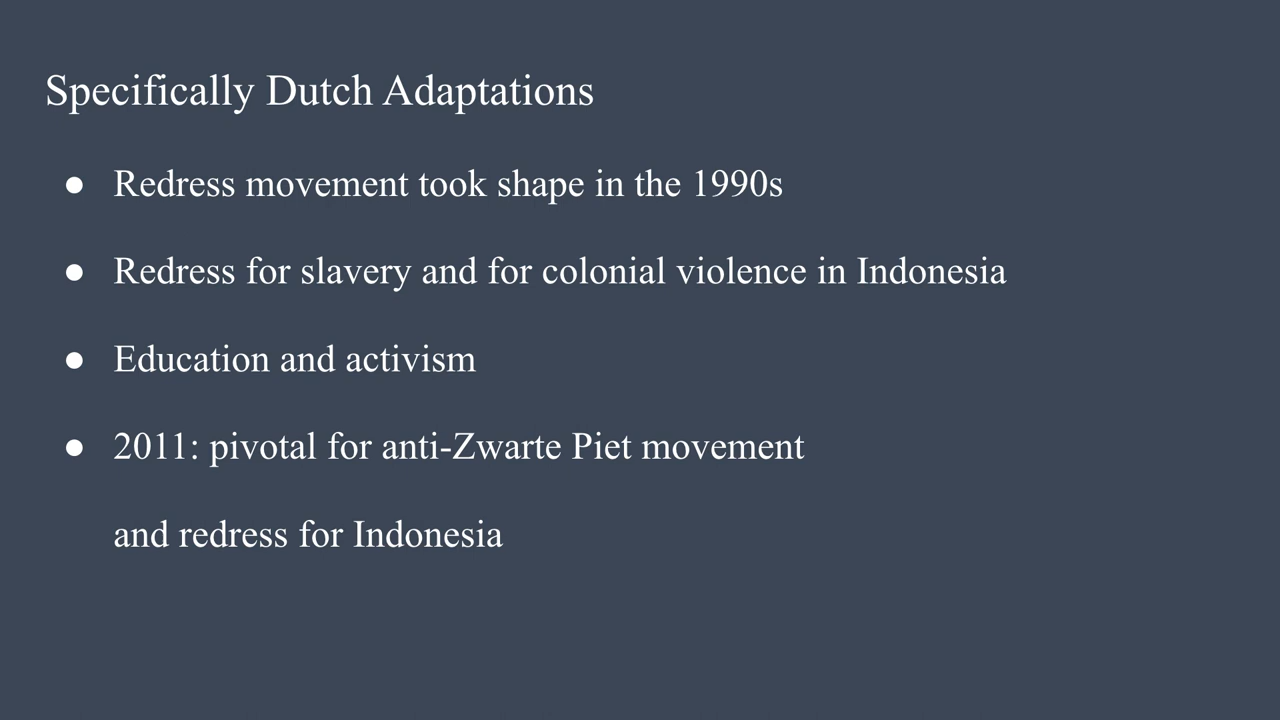 Specifically Dutch Adaptations
● Redress movement took shape in the 1990s
● Redress for slavery and for colonial violence in Indonesia
● Education and activism
● 2011: pivotal for anti-Zwarte Piet movement
and redress for Indonesia